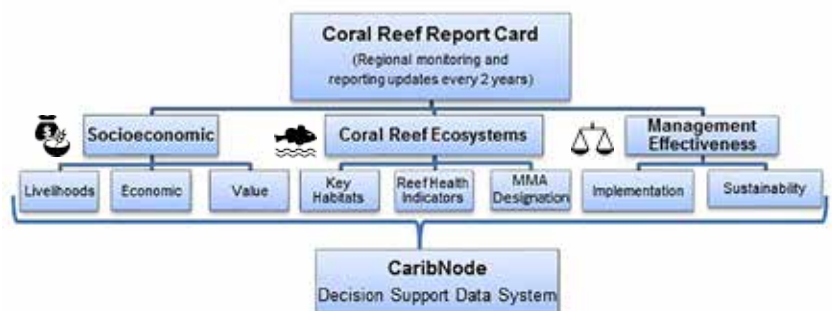 Coral Reef Report Card
(Regional monitoring and
reporting updates every 2 years)
Socioeconomic
Coral Reef Ecosystems
Management
Effectiveness
Livelihoods
Economic
Value
Key
Habitats
Reef Health
Indicators
MMA
Designation
Implementation
Sustainability
CaribNode
Decision Support Data System